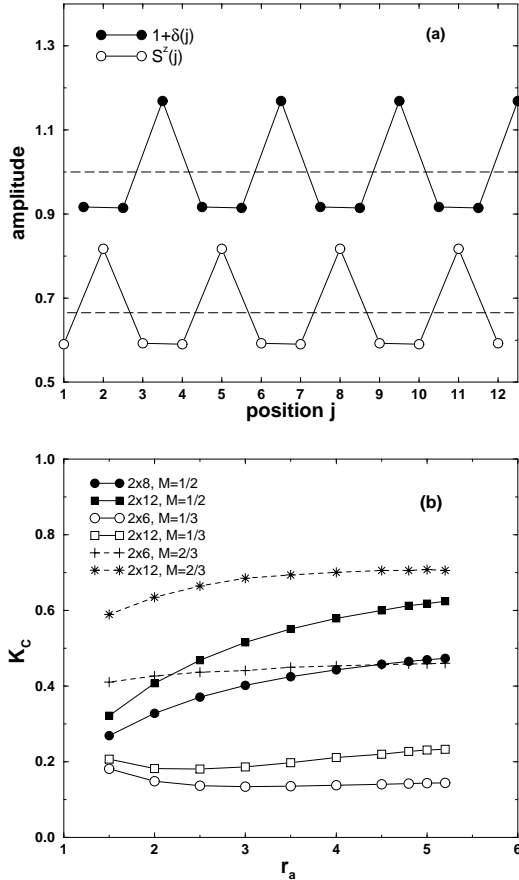 1.3
1.1
0.9
0.7
0.5
amplitude
(a)
1+δ(j)
S^z(j)
1 2 3 4 5 6 7 8 9 10 11 12
position j
1.0
0.8
0.6
0.4
0.2
0.0
K_C
(b)
2x8, M=1/2
2x12, M=1/2
2x6, M=1/3
2x12, M=1/3
2x6, M=2/3
2x12, M=2/3
1 2 3 4 5 6
r_a